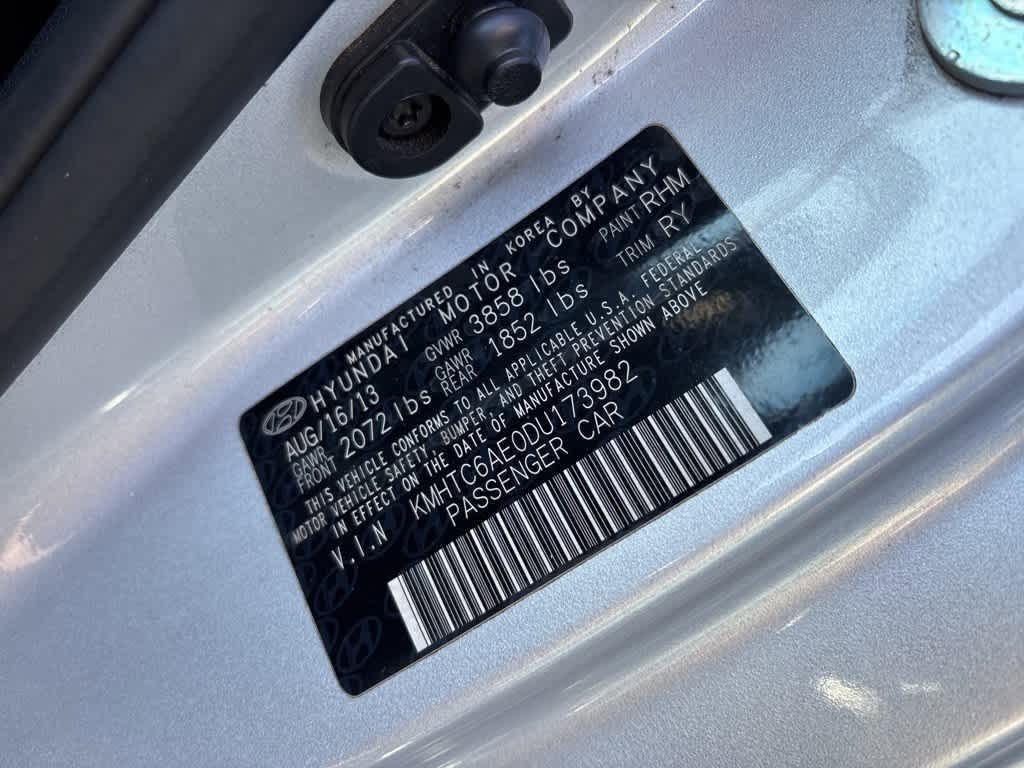 MANUFACTURED IN KOREA BY
HYUNDAI MOTOR COMPANY
AUG/16/13 GVWR 3858 lbs PAINT RHM
GAWR FRONT 2072 lbs GAWR REAR 1852 lbs TRIM RY
THIS VEHICLE CONFORMS TO ALL APPLICABLE U.S.A. FEDERAL
MOTOR VEHICLE SAFETY, BUMPER, AND THEFT PREVENTION STANDARDS
IN EFFECT ON THE DATE OF MANUFACTURE SHOWN ABOVE
V.I.N KMHTC6AE0DU173982
PASSENGER CAR